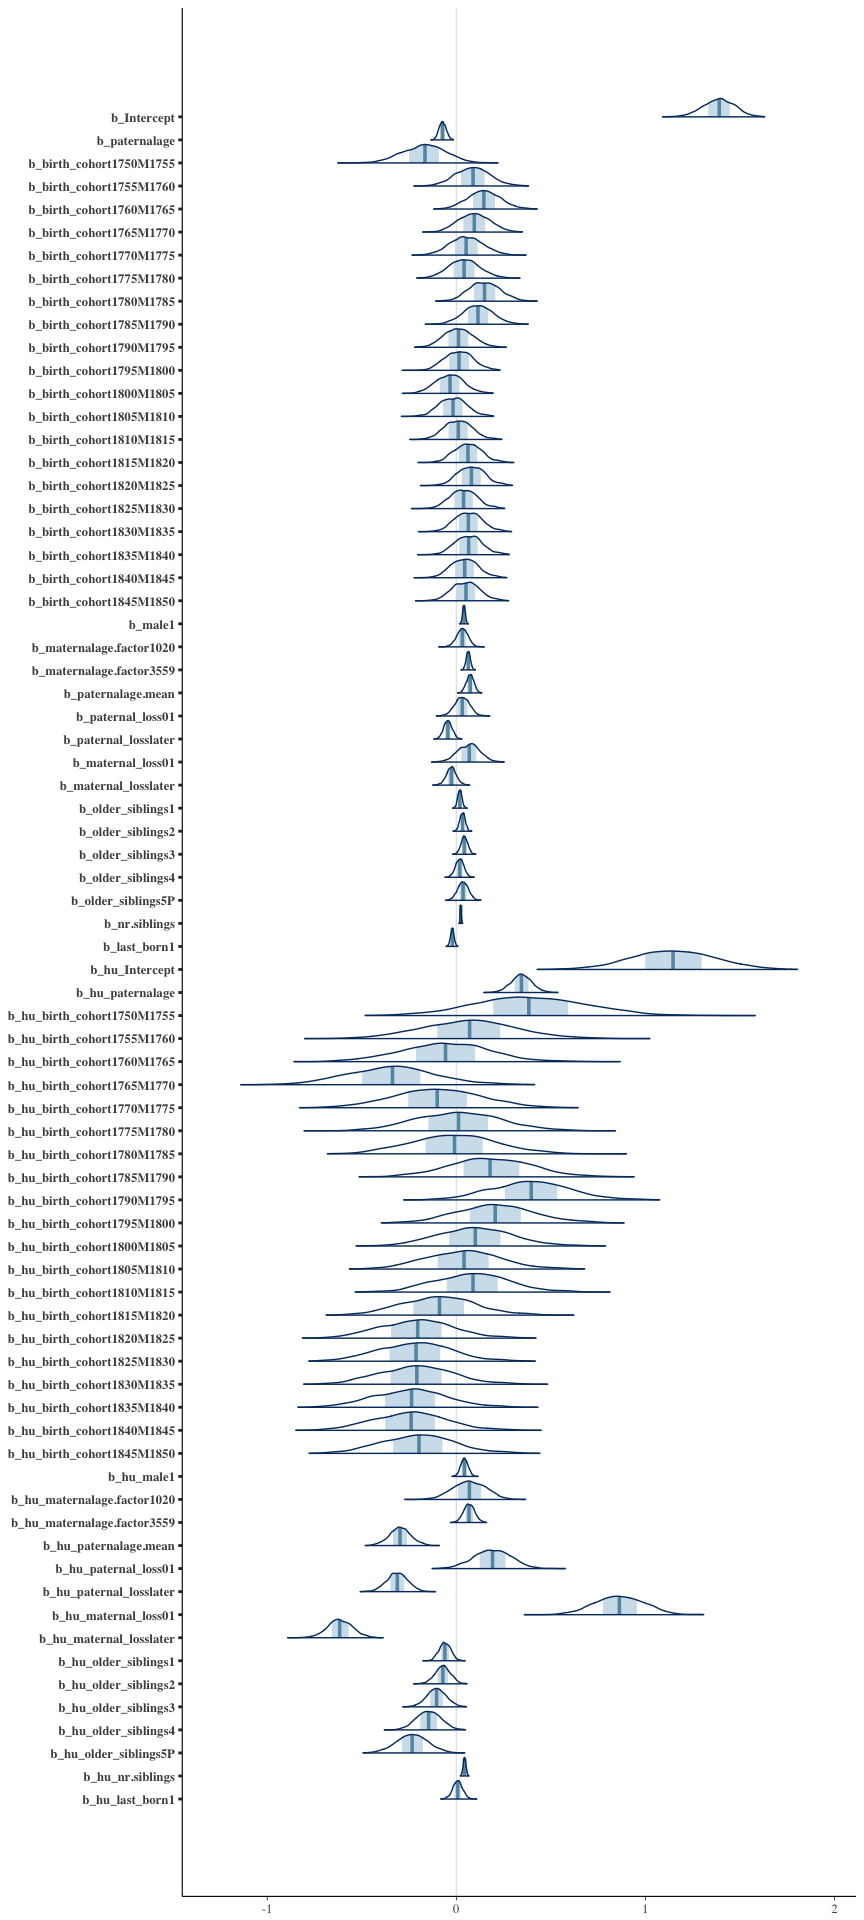 b_Intercept
b_paternalage
b_birth_cohort1750M1755
b_birth_cohort1755M1760
b_birth_cohort1760M1765
b_birth_cohort1765M1770
b_birth_cohort1770M1775
b_birth_cohort1775M1780
b_birth_cohort1780M1785
b_birth_cohort1785M1790
b_birth_cohort1790M1795
b_birth_cohort1795M1800
b_birth_cohort1800M1805
b_birth_cohort1805M1810
b_birth_cohort1810M1815
b_birth_cohort1815M1820
b_birth_cohort1820M1825
b_birth_cohort1825M1830
b_birth_cohort1830M1835
b_birth_cohort1835M1840
b_birth_cohort1840M1845
b_birth_cohort1845M1850
b_male1
b_maternalage.factor1020
b_maternalage.factor3559
b_paternalage.mean
b_paternal_loss01
b_paternal_losslater
b_maternal_loss01
b_maternal_losslater
b_older_siblings1
b_older_siblings2
b_older_siblings3
b_older_siblings4
b_older_siblings5P
b_nr.siblings
b_last_born1
b_hu_Intercept
b_hu_paternalage
b_hu_birth_cohort1750M1755
b_hu_birth_cohort1755M1760
b_hu_birth_cohort1760M1765
b_hu_birth_cohort1765M1770
b_hu_birth_cohort1770M1775
b_hu_birth_cohort1775M1780
b_hu_birth_cohort1780M1785
b_hu_birth_cohort1785M1790
b_hu_birth_cohort1790M1795
b_hu_birth_cohort1795M1800
b_hu_birth_cohort1800M1805
b_hu_birth_cohort1805M1810
b_hu_birth_cohort1810M1815
b_hu_birth_cohort1815M1820
b_hu_birth_cohort1820M1825
b_hu_birth_cohort1825M1830
b_hu_birth_cohort1830M1835
b_hu_birth_cohort1835M1840
b_hu_birth_cohort1840M1845
b_hu_birth_cohort1845M1850
b_hu_male1
b_hu_maternalage.factor1020
b_hu_maternalage.factor3559
b_hu_paternalage.mean
b_hu_paternal_loss01
b_hu_paternal_losslater
b_hu_maternal_loss01
b_hu_maternal_losslater
b_hu_older_siblings1
b_hu_older_siblings2
b_hu_older_siblings3
b_hu_older_siblings4
b_hu_older_siblings5P
b_hu_nr.siblings
b_hu_last_born1
-1 0 1 2